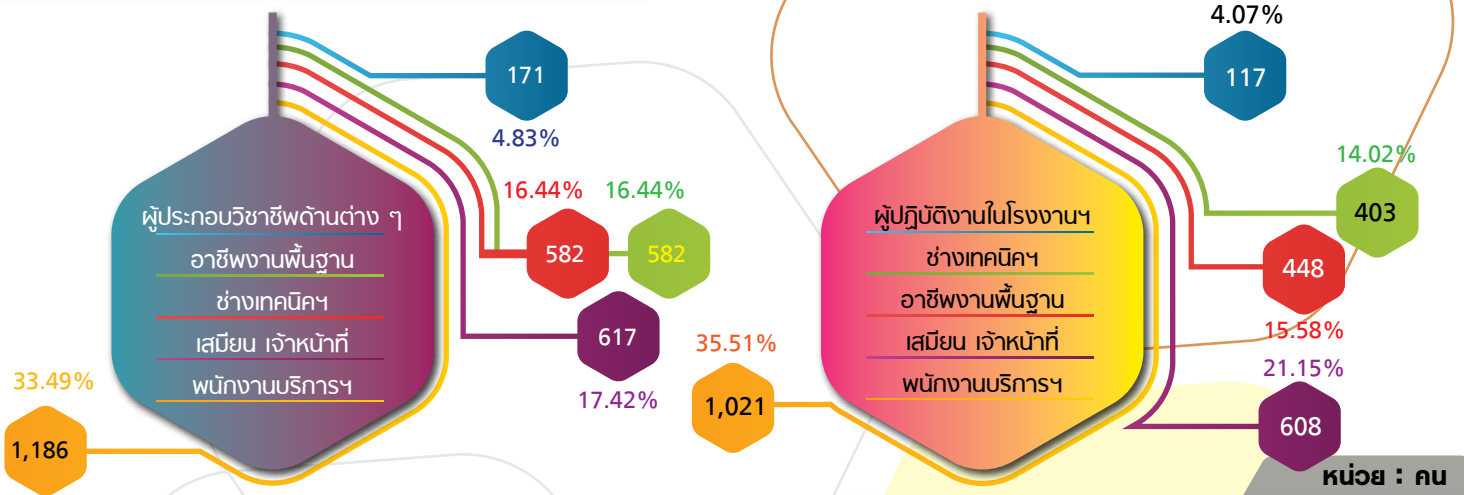 171
4.83%
16.44% 16.44%
ผู้ประกอบวิชาชีพด้านต่าง ๆ
อาชีพงานพื้นฐาน
582 582
ช่างเทคนิคฯ
617
เสมียน เจ้าหน้าที่
33.49%
พนักงานบริการฯ
17.42%
1,186
4.07%
117
14.02%
ผู้ปฏิบัติงานในโรงงานฯ
403
ช่างเทคนิคฯ
448
อาชีพงานพื้นฐาน
15.58%
35.51%
เสมียน เจ้าหน้าที่
21.15%
พนักงานบริการฯ
1,021
608
หน่วย : คน